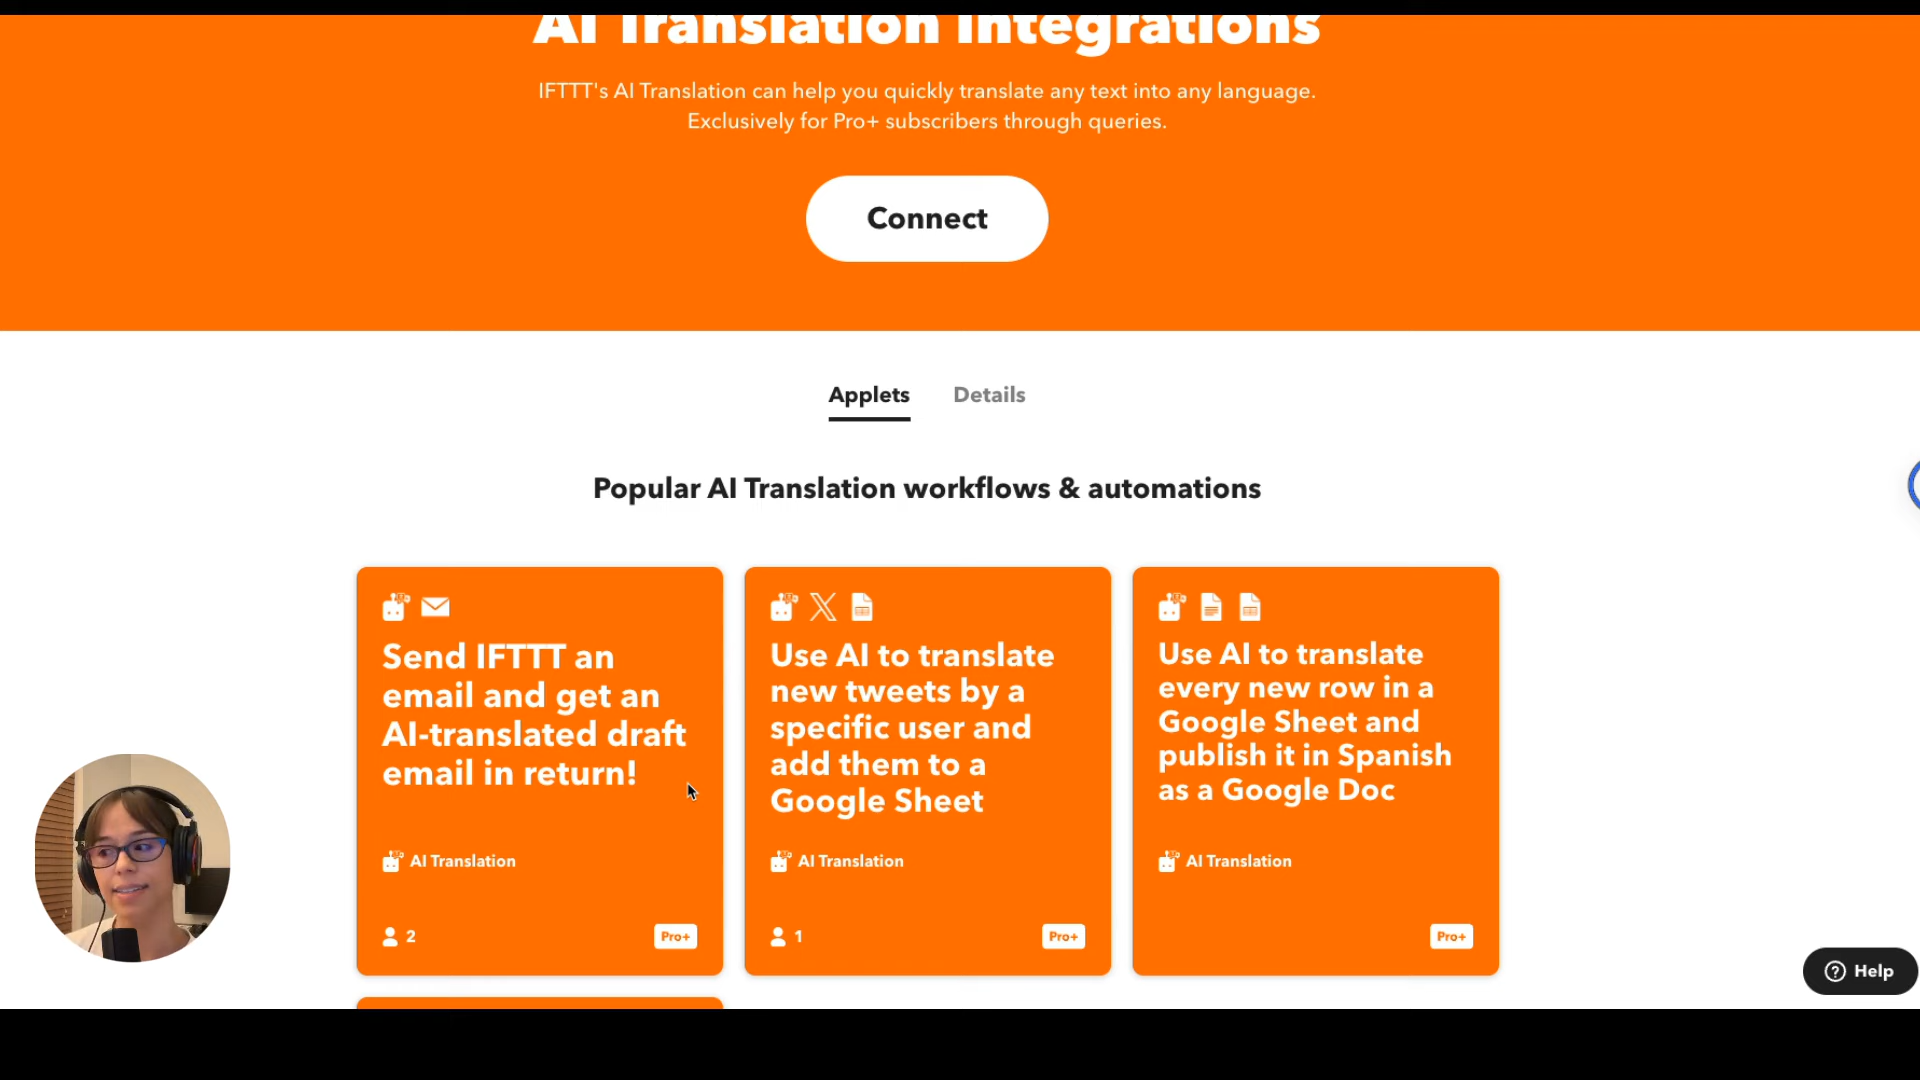 AI Translation Integrations
IFTTT's AI Translation can help you quickly translate any text into any language.
Exclusively for Pro+ subscribers through queries.
Connect
Applets
Details
Popular AI Translation workflows & automations
Send IFTTT an
email and get an
AI-translated draft
email in return!
AI Translation
2
Pro+
Use AI to translate
new tweets by a
specific user and
add them to a
Google Sheet
AI Translation
1
Pro+
Use AI to translate
every new row in a
Google Sheet and
publish it in Spanish
as a Google Doc
AI Translation
Pro+
Help